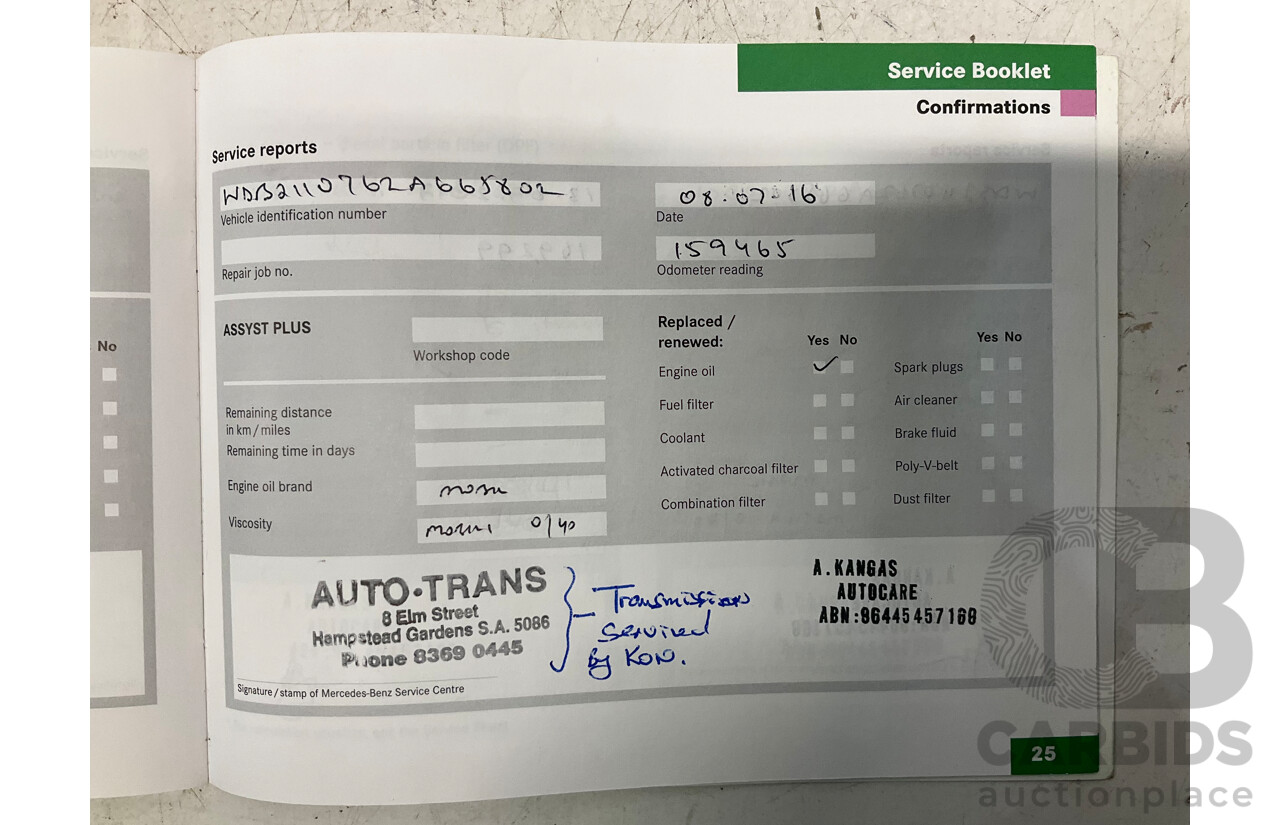 Service Booklet
Confirmations
Service reports
WDB2110762A665802
Vehicle identification number
08.07.16
Date
Repair job no.
159465
Odometer reading
ASSYST PLUS
Workshop code
Replaced /
renewed:
Yes No
Yes No
No
Engine oil
Spark plugs
Fuel filter
Air cleaner
Coolant
Brake fluid
Activated charcoal filter
Poly-V-belt
Combination filter
Dust filter
Remaining distance
in km/miles
Remaining time in days
Engine oil brand
Viscosity
0/40
AUTO·TRANS
8 Elm Street
Hampstead Gardens S.A. 5086
Phone 8369 0445
Transmission
Serviced
By KON.
A.KANGAS
AUTOCARE
ABN:96445457169
Signature/stamp of Mercedes-Benz Service Centre
25
CB
CARBIDS
auctionplace